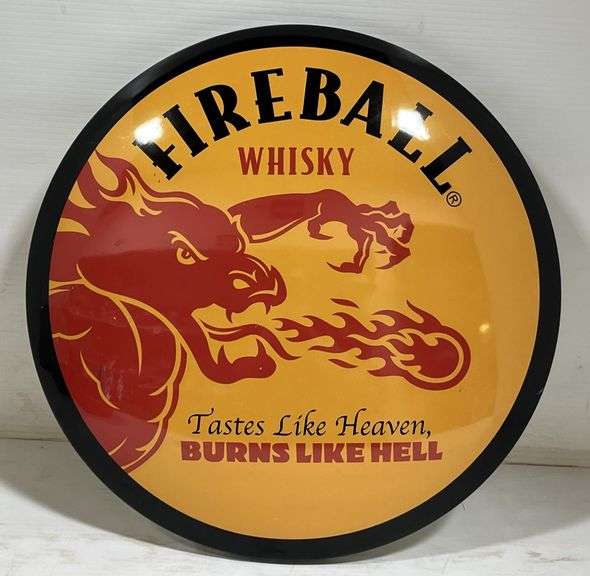 FIREBALL
WHISKY
®
Tastes Like Heaven,
BURNS LIKE HELL